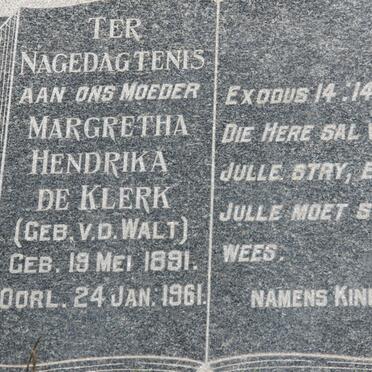 TER
NAGEDAGTENIS
AAN ONS MOEDER
MARGRETHA
HENDRIKA
DE KLERK
(GEB. V.D. WALT)
GEB. 19 MEI 1891.
OORL. 24 JAN. 1961.
EXODUS 14:14
DIE HERE SAL
JULLE STRY, E
JULLE MOET S
WEES.
NAMENS KIN